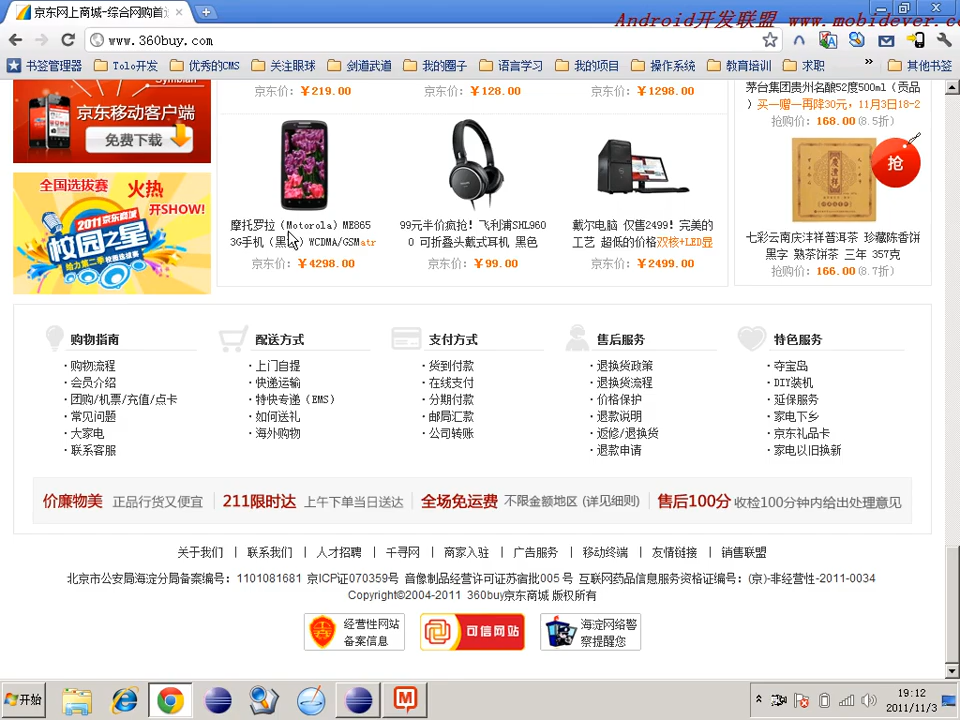 京东网上商城-综合网购首
Android开发联盟 www.mobidever.co
www.360buy.com
书签管理器 Tolo开发 优秀的CMS 关注眼球 剑道武道 我的圈子 语言学习 我的项目 操作系统 教育培训 求职 » 其他书签
Symbian
京东移动客户端
免费下载
全国选拔赛 火热
开SHOW!
2011京东商城
校园之星
给力第二季校园选拔赛
京东价: ￥219.00
京东价: ￥128.00
京东价: ￥1298.00
摩托罗拉（Motorola）ME865
3G手机（黑 ）WCDMA/GSMatr
京东价: ￥4298.00
99元半价疯抢! 飞利浦SHL960
0 可折叠头戴式耳机 黑色
京东价: ￥99.00
戴尔电脑 仅售2499! 完美的
工艺 超低的价格双核+LED显
京东价: ￥2499.00
茅台集团贵州名酿52度500ml（贡品
）买一赠一再降30元，11月3日18-2
抢购价: 168.00(8.5折)
抢
七彩云南庆沣祥普洱茶 珍藏陈香饼
黑字 熟茶饼茶 三年 357克
抢购价: 166.00(8.7折)
购物指南
·购物流程
·会员介绍
·团购/机票/充值/点卡
·常见问题
·大家电
·联系客服
配送方式
·上门自提
·快递运输
·特快专递（EMS）
·如何送礼
·海外购物
支付方式
·货到付款
·在线支付
·分期付款
·邮局汇款
·公司转账
售后服务
·退换货政策
·退换货流程
·价格保护
·退款说明
·返修/退换货
·退款申请
特色服务
·夺宝岛
·DIY装机
·延保服务
·家电下乡
·京东礼品卡
·家电以旧换新
价廉物美 正品行货又便宜 | 211限时达 上午下单当日送达 | 全场免运费 不限金额地区 (详见细则) | 售后100分 收检100分钟内给出处理意见
关于我们 | 联系我们 | 人才招聘 | 千寻网 | 商家入驻 | 广告服务 | 移动终端 | 友情链接 | 销售联盟
北京市公安局海淀分局备案编号: 1101081681 京ICP证070359号 音像制品经营许可证苏宿批005号 互联网药品信息服务资格证编号: (京)-非经营性-2011-0034
Copyright©2004-2011 360buy京东商城 版权所有
经营性网站
备案信息
可信网站
海淀网络警
察提醒您
开始
19:12
2011/11/3